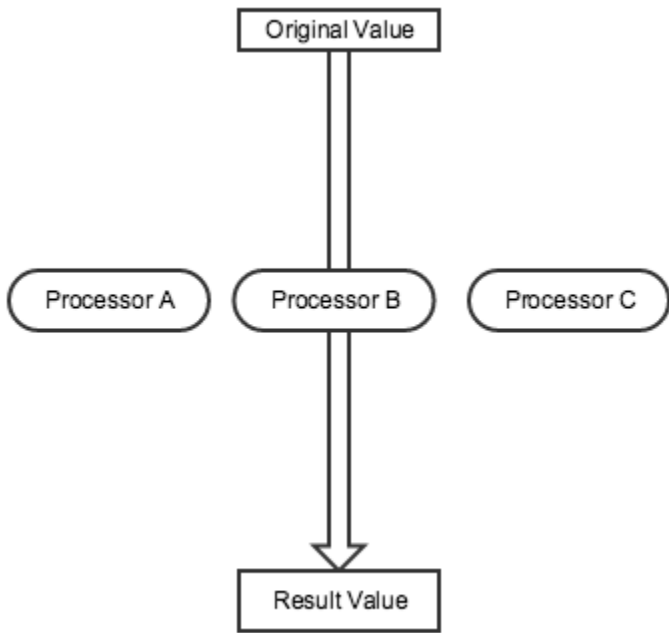 Original Value
Processor A
Processor B
Processor C
Result Value